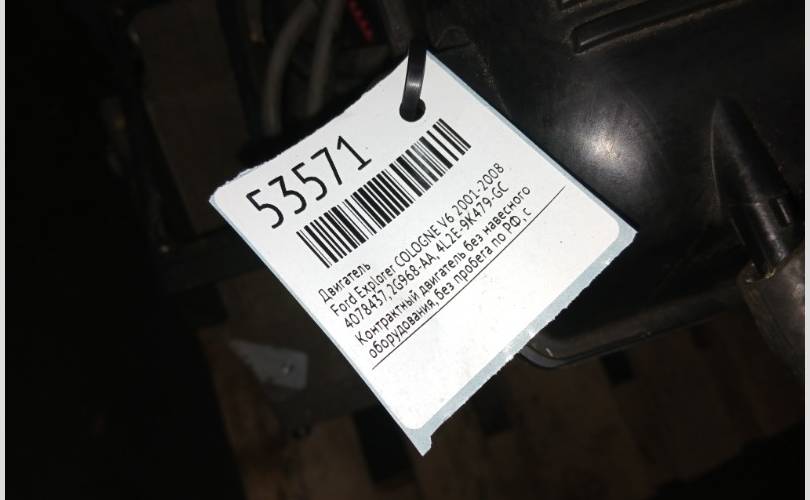 53571
Двигатель
Ford Explorer COLOGNE V6 2001-2008
4078437, 2G968-AA, 4L2E-9K479-GC
Контрактный двигатель без навесного
оборудования, без пробега по РФ, с